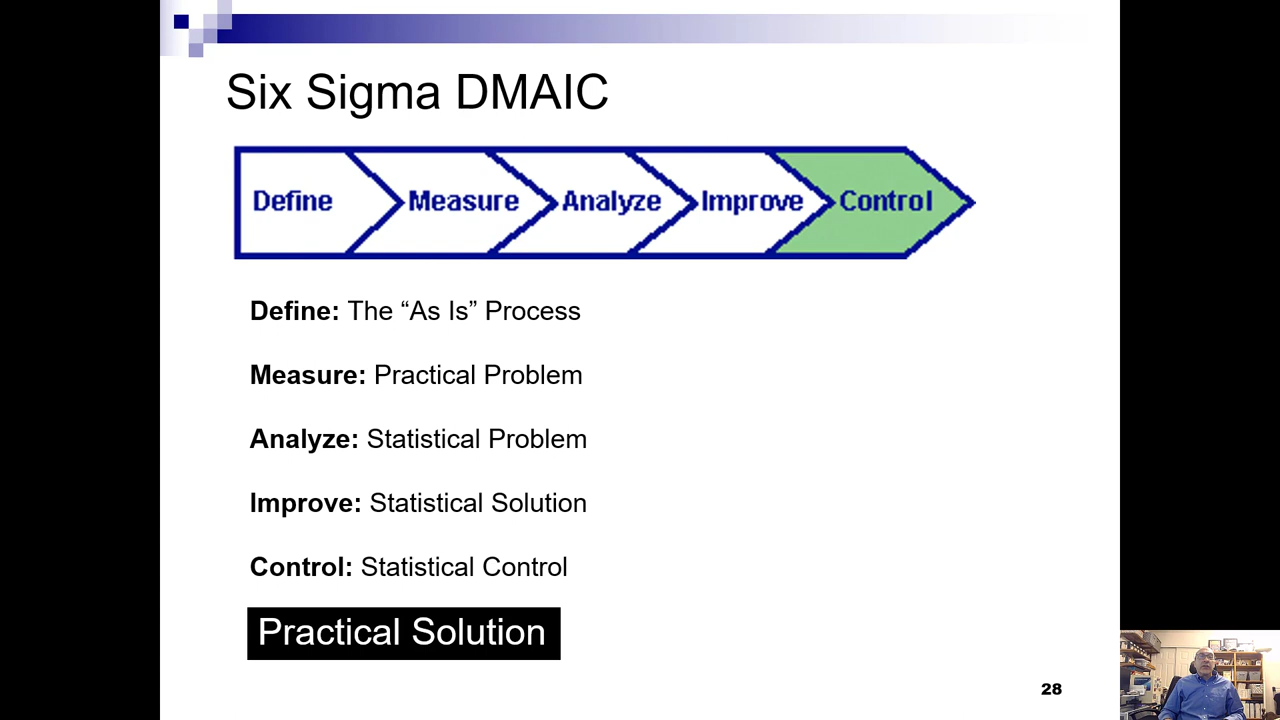 Six Sigma DMAIC
Define Measure Analyze Improve Control
Define: The “As Is” Process
Measure: Practical Problem
Analyze: Statistical Problem
Improve: Statistical Solution
Control: Statistical Control
Practical Solution
28